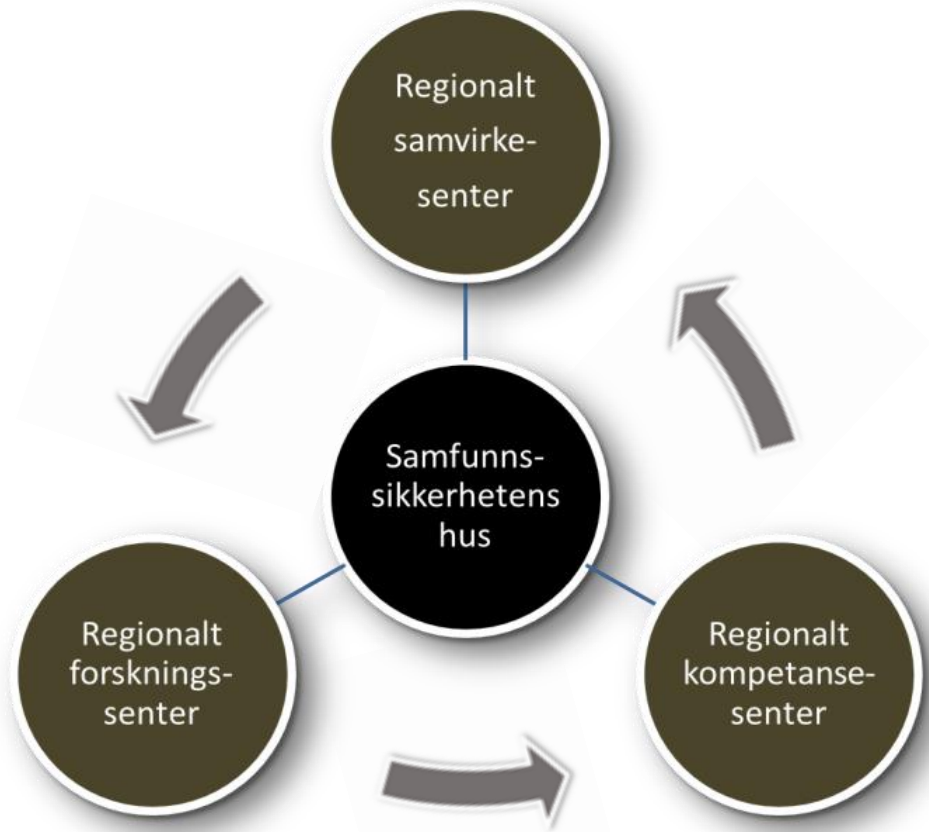 Regionalt
samvirke-
senter
Samfunns-
sikkerhetens
hus
Regionalt
forsknings-
senter
Regionalt
kompetanse-
senter